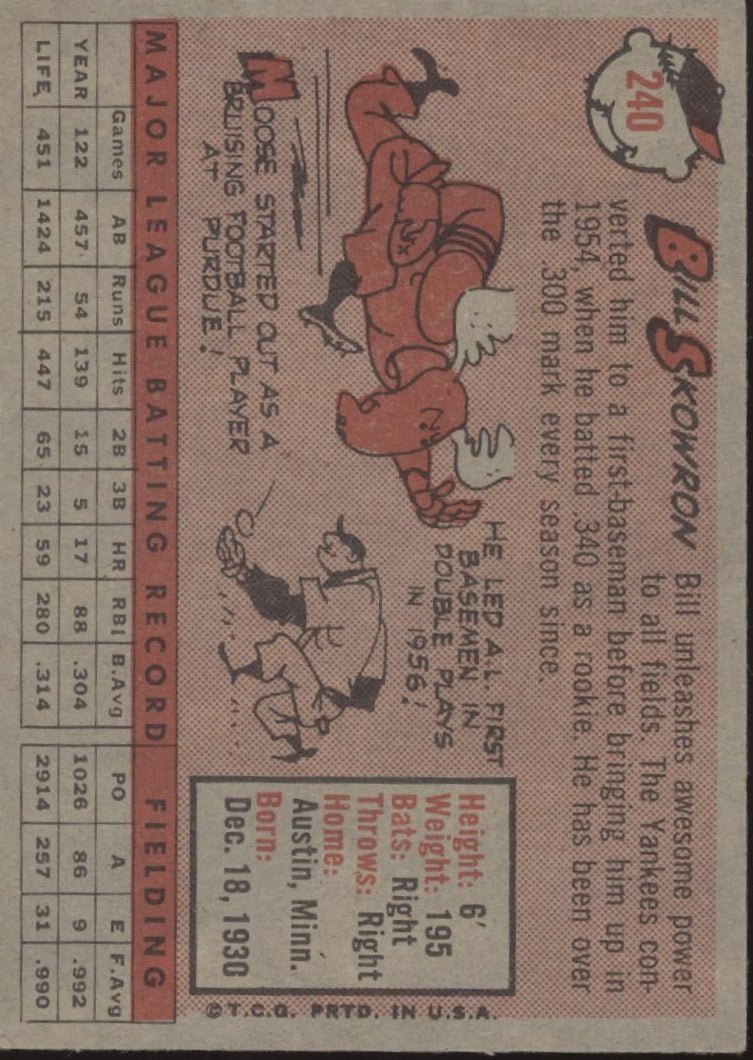 240
BILL SKOWRON
Bill unleashes awesome power
to all fields. The Yankees con-
verted him to a first-baseman before bringing him up in
1954, when he batted 340 as a rookie. He has been over
the .300 mark every season since.
MOOSE STARTED OUT AS A
BRUISING FOOTBALL PLAYER
AT PURDUE!
HE LED A.L. FIRST
BASEMEN IN
DOUBLE PLAYS
IN 1956!
Height: 6'
Weight: 195
Bats: Right
Throws: Right
Home:
Austin, Minn.
Born:
Dec. 18, 1930
©T.C.G. PRTD. IN U.S.A.
MAJOR LEAGUE BATTING RECORD FIELDING
Games AB Runs Hits 2B 3B HR RBI B.Avg PO A E F.Avg
YEAR 122 457 54 139 15 5 17 88 .304 1026 86 9 .992
LIFE 451 1424 215 447 65 23 59 280 .314 2914 257 31 .990